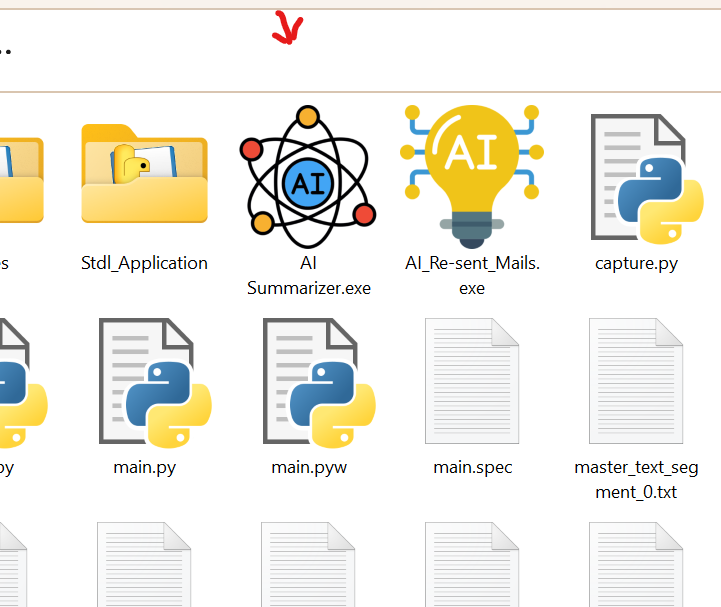 ..
AI
AI
s
Stdl_Application
AI
Summarizer.exe
AI_Re-sent_Mails.
exe
capture.py
py
main.py
main.pyw
main.spec
master_text_seg
ment_0.txt